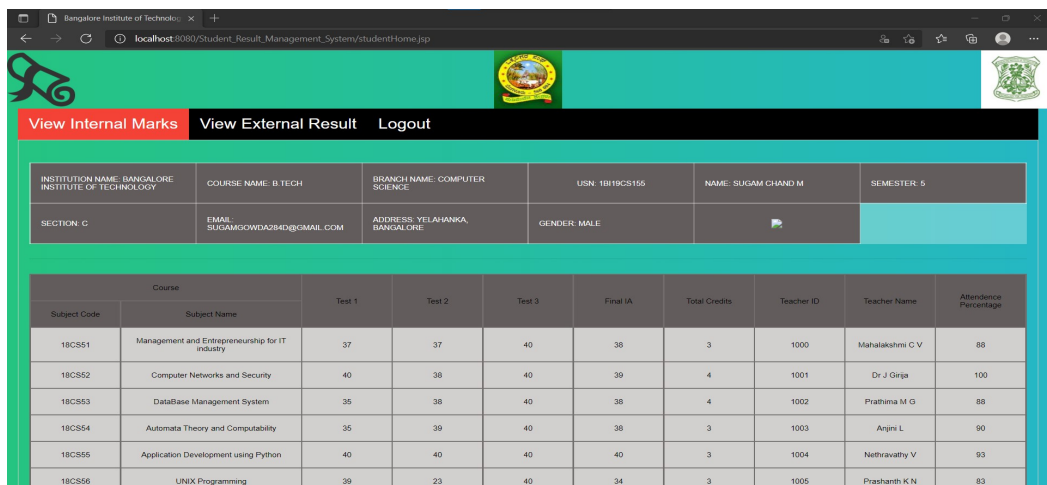 Bangalore Institute of Technolog
localhost:8080/Student_Result_Management_System/studentHome.jsp
View Internal Marks View External Result Logout
INSTITUTION NAME: BANGALORE INSTITUTE OF TECHNOLOGY
COURSE NAME: B.TECH
BRANCH NAME: COMPUTER SCIENCE
USN: 1BI19CS155
NAME: SUGAM CHAND M
SEMESTER: 5
SECTION: C
EMAIL: SUGAMGOWDA284D@GMAIL.COM
ADDRESS: YELAHANKA, BANGALORE
GENDER: MALE
Course Test 1 Test 2 Test 3 Final IA Total Credits Teacher ID Teacher Name Attendence Percentage
Subject Code Subject Name
18CS51 Management and Entrepreneurship for IT industry 37 37 40 38 3 1000 Mahalakshmi C V 88
18CS52 Computer Networks and Security 40 38 40 39 4 1001 Dr J Girija 100
18CS53 DataBase Management System 35 38 40 38 4 1002 Prathima M G 88
18CS54 Automata Theory and Computability 35 39 40 38 3 1003 Anjini L 90
18CS55 Application Development using Python 40 40 40 40 3 1004 Nethravathy V 93
18CS56 UNIX Programming 39 23 40 34 3 1005 Prashanth K N 83